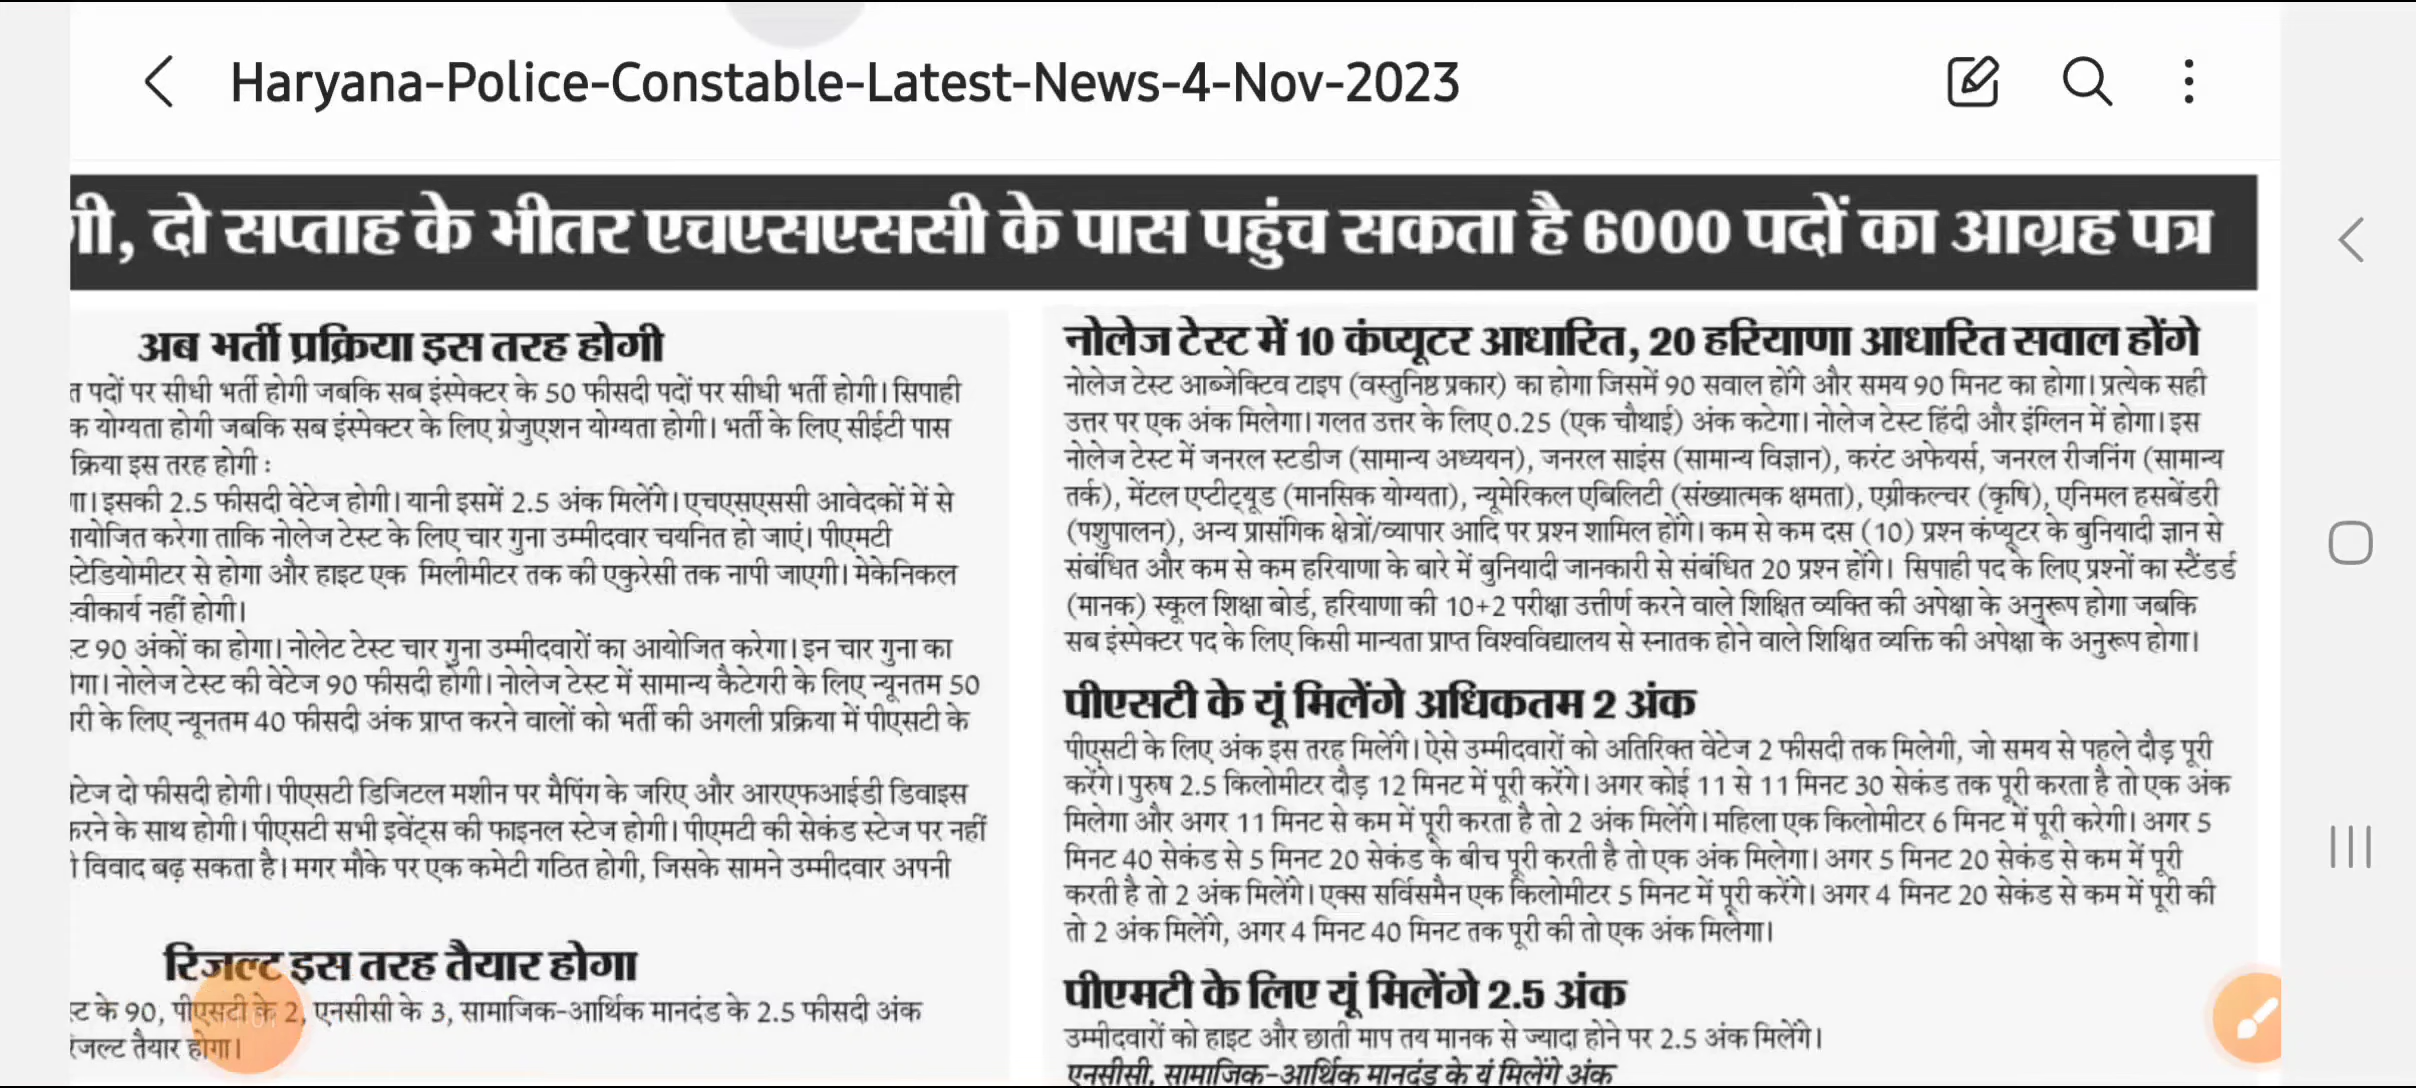 Haryana-Police-Constable-Latest-News-4-Nov-2023
गी, दो सप्ताह के भीतर एचएसएससी के पास पहुंच सकता है 6000 पदों का आग्रह पत्र
अब भर्ती प्रक्रिया इस तरह होगी
त पदों पर सीधी भर्ती होगी जबकि सब इंस्पेक्टर के 50 फीसदी पदों पर सीधी भर्ती होगी। सिपाही
क योग्यता होगी जबकि सब इंस्पेक्टर के लिए ग्रेजुएशन योग्यता होगी। भर्ती के लिए सीईटी पास
क्रिया इस तरह होगी :
गा। इसकी 2.5 फीसदी वेटेज होगी। यानी इसमें 2.5 अंक मिलेंगे। एचएसएससी आवेदकों में से
ायोजित करेगा ताकि नोलेज टेस्ट के लिए चार गुना उम्मीदवार चयनित हो जाएं। पीएमटी
स्टेडियोमीटर से होगा और हाइट एक मिलीमीटर तक की एकुरेसी तक नापी जाएगी। मेकेनिकल
स्वीकार्य नहीं होगी।
स्ट 90 अंकों का होगा। नोलेट टेस्ट चार गुना उम्मीदवारों का आयोजित करेगा। इन चार गुना का
ोगा। नोलेज टेस्ट की वेटेज 90 फीसदी होगी। नोलेज टेस्ट में सामान्य कैटेगरी के लिए न्यूनतम 50
री के लिए न्यूनतम 40 फीसदी अंक प्राप्त करने वालों को भर्ती की अगली प्रक्रिया में पीएसटी के
ेटेज दो फीसदी होगी। पीएसटी डिजिटल मशीन पर मैपिंग के जरिए और आरएफआईडी डिवाइस
करने के साथ होगी। पीएसटी सभी इवेंट्स की फाइनल स्टेज होगी। पीएमटी की सेकंड स्टेज पर नहीं
े विवाद बढ़ सकता है। मगर मौके पर एक कमेटी गठित होगी, जिसके सामने उम्मीदवार अपनी
रिजल्ट इस तरह तैयार होगा
स्ट के 90, पीएसटी के 2, एनसीसी के 3, सामाजिक-आर्थिक मानदंड के 2.5 फीसदी अंक
रिजल्ट तैयार होगा।
नोलेज टेस्ट में 10 कंप्यूटर आधारित, 20 हरियाणा आधारित सवाल होंगे
नोलेज टेस्ट आब्जेक्टिव टाइप (वस्तुनिष्ठ प्रकार) का होगा जिसमें 90 सवाल होंगे और समय 90 मिनट का होगा। प्रत्येक सही
उत्तर पर एक अंक मिलेगा। गलत उत्तर के लिए 0.25 (एक चौथाई) अंक कटेगा। नोलेज टेस्ट हिंदी और इंग्लिन में होगा। इस
नोलेज टेस्ट में जनरल स्टडीज (सामान्य अध्ययन), जनरल साइंस (सामान्य विज्ञान), करंट अफेयर्स, जनरल रीजनिंग (सामान्य
तर्क), मेंटल एप्टीट्यूड (मानसिक योग्यता), न्यूमेरिकल एबिलिटी (संख्यात्मक क्षमता), एग्रीकल्चर (कृषि), एनिमल हसबेंडरी
(पशुपालन), अन्य प्रासंगिक क्षेत्रों/व्यापार आदि पर प्रश्न शामिल होंगे। कम से कम दस (10) प्रश्न कंप्यूटर के बुनियादी ज्ञान से
संबंधित और कम से कम हरियाणा के बारे में बुनियादी जानकारी से संबंधित 20 प्रश्न होंगे। सिपाही पद के लिए प्रश्नों का स्टैंडर्ड
(मानक) स्कूल शिक्षा बोर्ड, हरियाणा की 10+2 परीक्षा उत्तीर्ण करने वाले शिक्षित व्यक्ति की अपेक्षा के अनुरूप होगा जबकि
सब इंस्पेक्टर पद के लिए किसी मान्यता प्राप्त विश्वविद्यालय से स्नातक होने वाले शिक्षित व्यक्ति की अपेक्षा के अनुरूप होगा।
पीएसटी के यूं मिलेंगे अधिकतम 2 अंक
पीएसटी के लिए अंक इस तरह मिलेंगे। ऐसे उम्मीदवारों को अतिरिक्त वेटेज 2 फीसदी तक मिलेगी, जो समय से पहले दौड़ पूरी
करेंगे। पुरुष 2.5 किलोमीटर दौड़ 12 मिनट में पूरी करेंगे। अगर कोई 11 से 11 मिनट 30 सेकंड तक पूरी करता है तो एक अंक
मिलेगा और अगर 11 मिनट से कम में पूरी करता है तो 2 अंक मिलेंगे। महिला एक किलोमीटर 6 मिनट में पूरी करेगी। अगर 5
मिनट 40 सेकंड से 5 मिनट 20 सेकंड के बीच पूरी करती है तो एक अंक मिलेगा। अगर 5 मिनट 20 सेकंड से कम में पूरी
करती है तो 2 अंक मिलेंगे। एक्स सर्विसमैन एक किलोमीटर 5 मिनट में पूरी करेंगे। अगर 4 मिनट 20 सेकंड से कम में पूरी की
तो 2 अंक मिलेंगे, अगर 4 मिनट 40 मिनट तक पूरी की तो एक अंक मिलेगा।
पीएमटी के लिए यूं मिलेंगे 2.5 अंक
उम्मीदवारों को हाइट और छाती माप तय मानक से ज्यादा होने पर 2.5 अंक मिलेंगे।
एनसीसी, सामाजिक-आर्थिक मानदंड के यूं मिलेंगे अंक